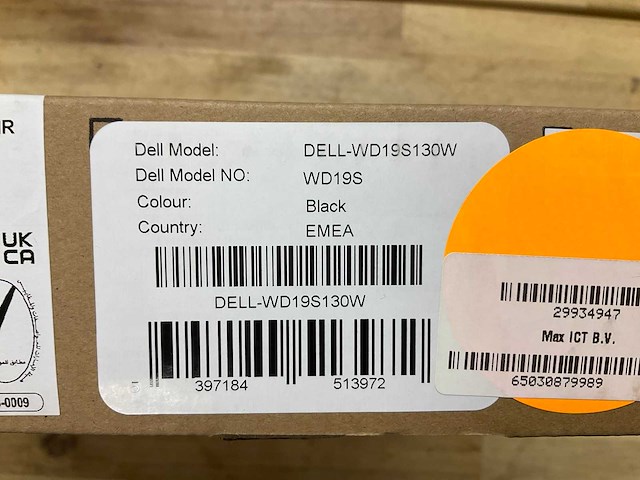 IR
UK
CA
-0009
Dell Model: DELL-WD19S130W
Dell Model NO: WD19S
Colour: Black
Country: EMEA
DELL-WD19S130W
397184 513972
29934947
Max ICT B.V.
65030879989